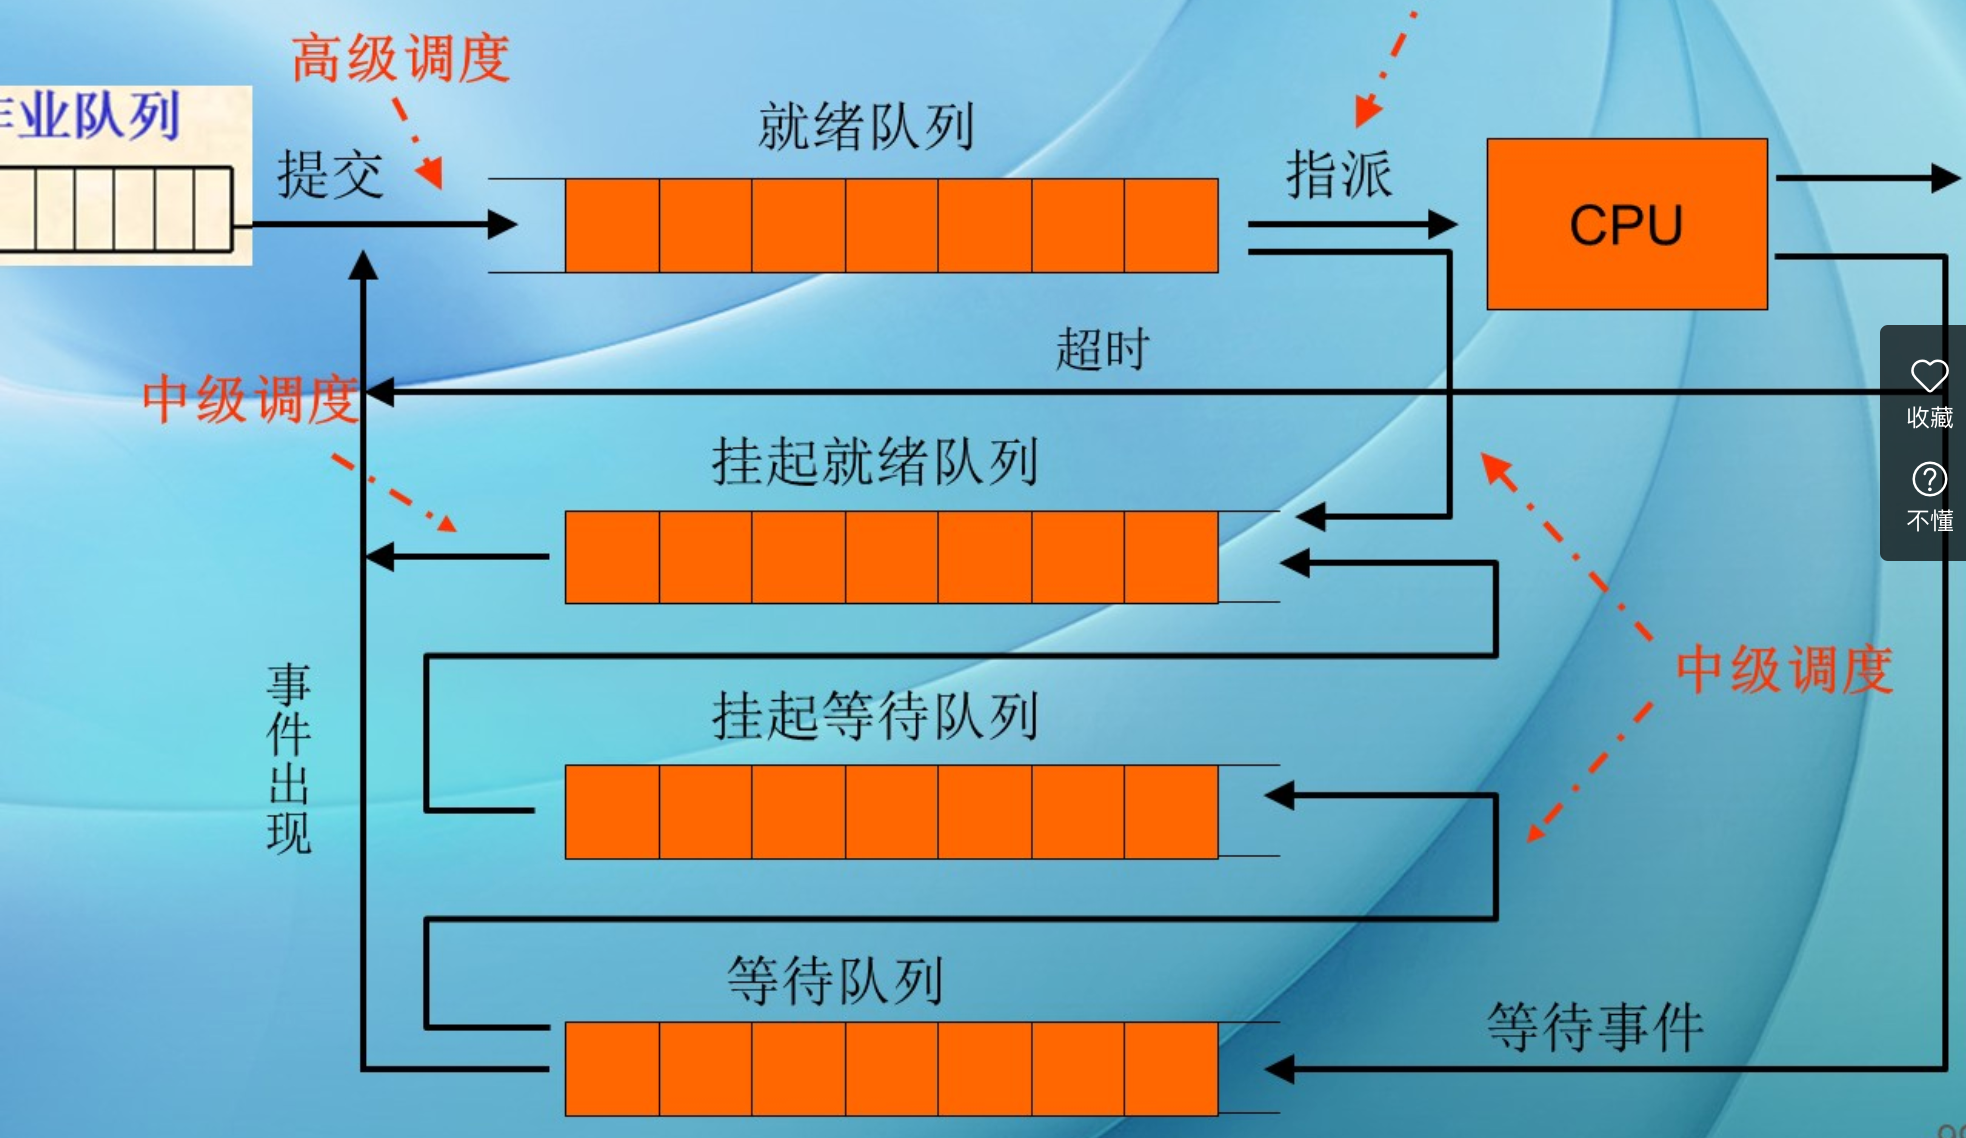 高级调度
业队列
就绪队列
提交
指派
CPU
超时
中级调度
收藏
挂起就绪队列
不懂
中级调度
事件出现
挂起等待队列
等待队列
等待事件